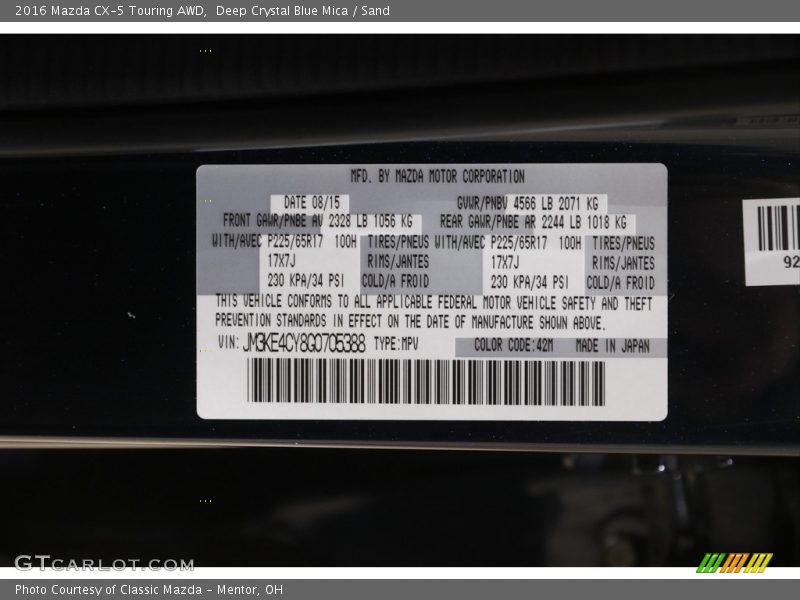 2016 Mazda CX-5 Touring AWD,  Deep Crystal Blue Mica / Sand
MFD. BY MAZDA MOTOR CORPORATION
DATE 08/15 GVWR/PNBV 4566 LB 2071 KG
FRONT GAWR/PNBE AV 2328 LB 1056 KG REAR GAWR/PNBE AR 2244 LB 1018 KG
WITH/AVEC P225/65R17 100H TIRES/PNEUS WITH/AVEC P225/65R17 100H TIRES/PNEUS
17X7J RIMS/JANTES 17X7J RIMS/JANTES
230 KPA/34 PSI COLD/A FROID 230 KPA/34 PSI COLD/A FROID
THIS VEHICLE CONFORMS TO ALL APPLICABLE FEDERAL MOTOR VEHICLE SAFETY AND THEFT
PREVENTION STANDARDS IN EFFECT ON THE DATE OF MANUFACTURE SHOWN ABOVE.
VIN: JM3KE4CY8G0705388 TYPE:MPV COLOR CODE:42M MADE IN JAPAN
92
GTCARLOT.COM
Photo Courtesy of Classic Mazda - Mentor, OH